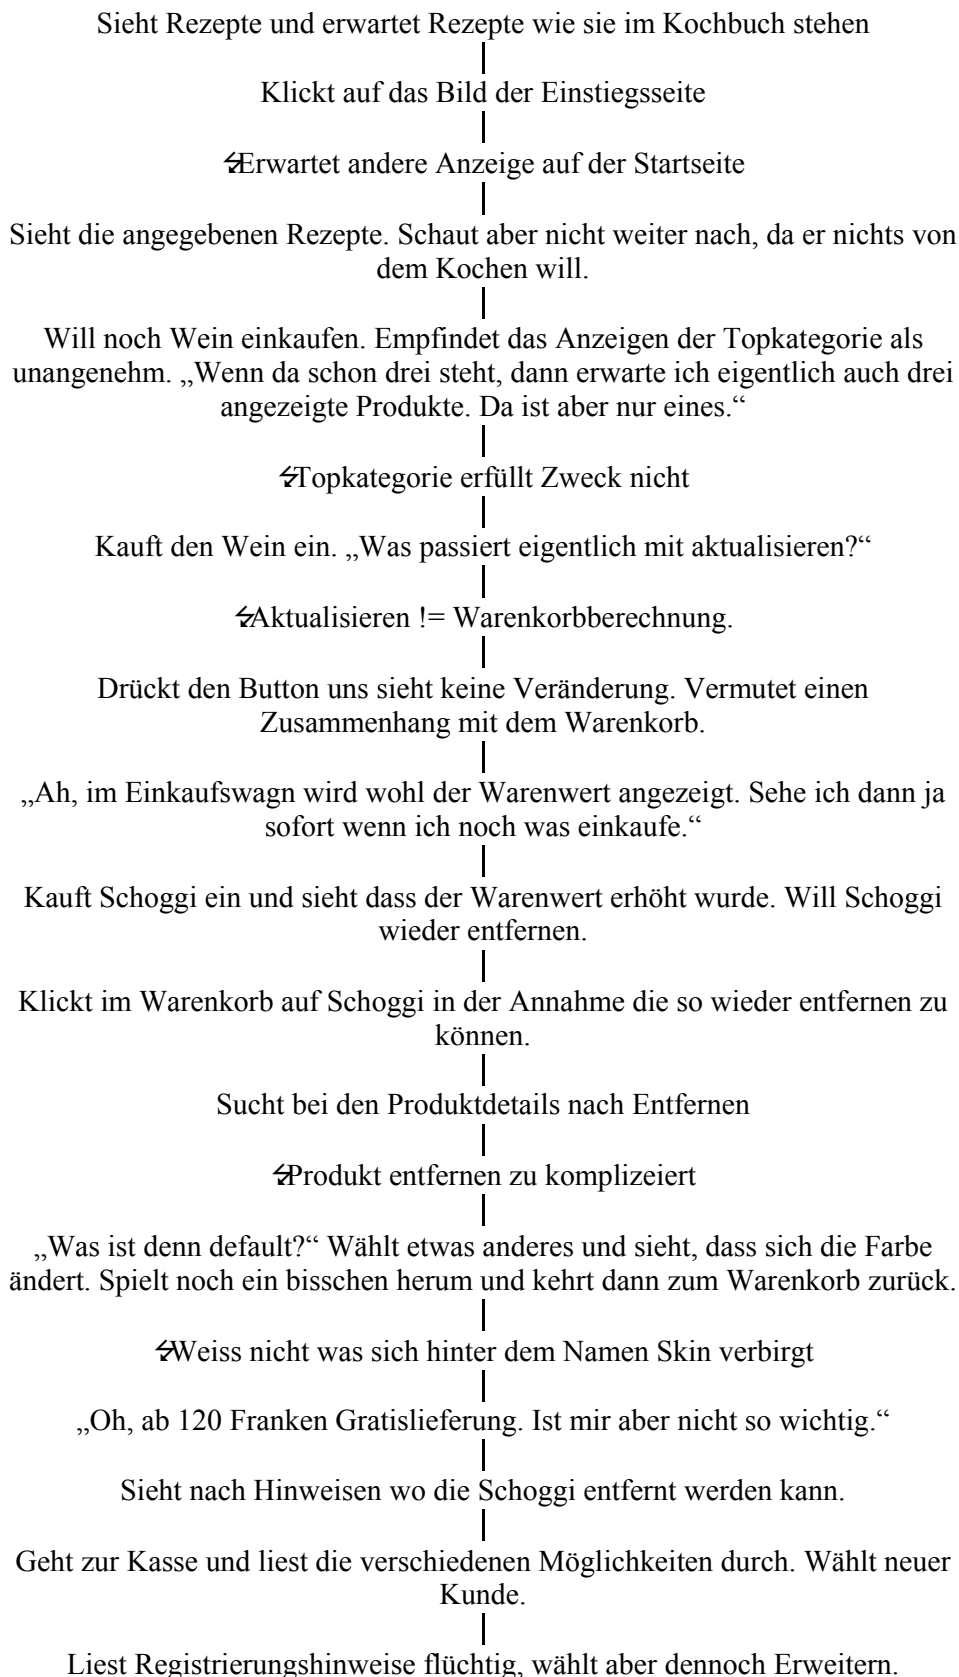 Sieht Rezepte und erwartet Rezepte wie sie im Kochbuch stehen
Klickt auf das Bild der Einstiegsseite
↯Erwartet andere Anzeige auf der Startseite
Sieht die angegebenen Rezepte. Schaut aber nicht weiter nach, da er nichts von
dem Kochen will.
Will noch Wein einkaufen. Empfindet das Anzeigen der Topkategorie als
unangenehm. „Wenn da schon drei steht, dann erwarte ich eigentlich auch drei
angezeigte Produkte. Da ist aber nur eines.“
↯Topkategorie erfüllt Zweck nicht
Kauft den Wein ein. „Was passiert eigentlich mit aktualisieren?“
↯Aktualisieren != Warenkorbberechnung.
Drückt den Button uns sieht keine Veränderung. Vermutet einen
Zusammenhang mit dem Warenkorb.
„Ah, im Einkaufswagn wird wohl der Warenwert angezeigt. Sehe ich dann ja
sofort wenn ich noch was einkaufe.“
Kauft Schoggi ein und sieht dass der Warenwert erhöht wurde. Will Schoggi
wieder entfernen.
Klickt im Warenkorb auf Schoggi in der Annahme die so wieder entfernen zu
können.
Sucht bei den Produktdetails nach Entfernen
↯Produkt entfernen zu komplizeiert
„Was ist denn default?“ Wählt etwas anderes und sieht, dass sich die Farbe
ändert. Spielt noch ein bisschen herum und kehrt dann zum Warenkorb zurück.
↯Weiss nicht was sich hinter dem Namen Skin verbirgt
„Oh, ab 120 Franken Gratislieferung. Ist mir aber nicht so wichtig.“
Sieht nach Hinweisen wo die Schoggi entfernt werden kann.
Geht zur Kasse und liest die verschiedenen Möglichkeiten durch. Wählt neuer
Kunde.
Liest Registrierungshinweise flüchtig, wählt aber dennoch Erweitern.